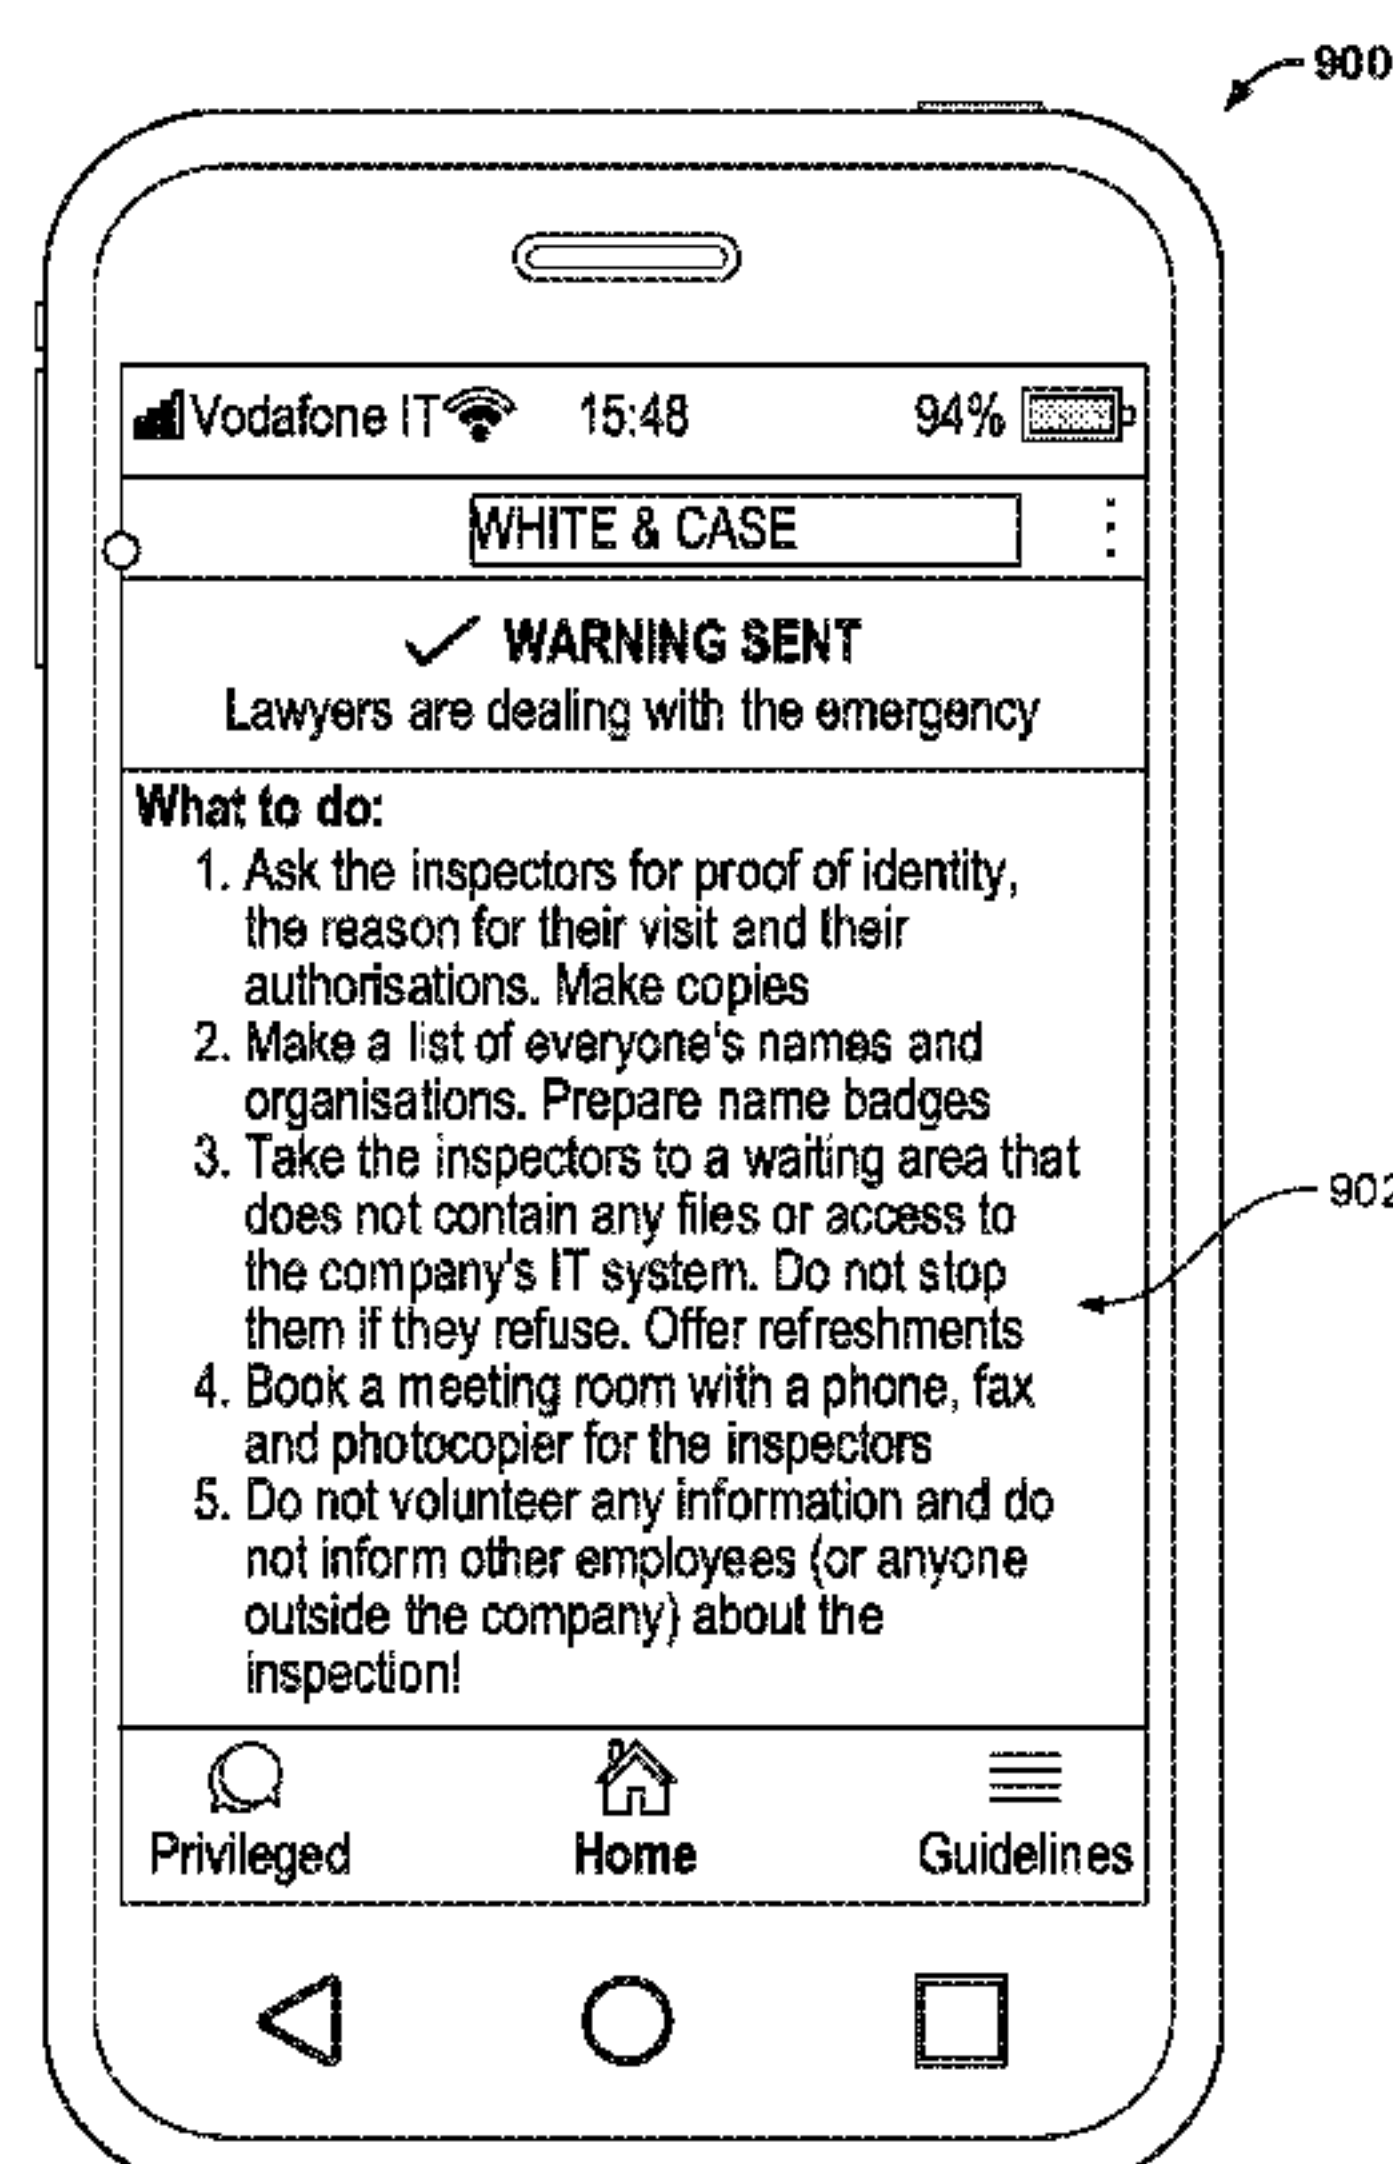 900
Vodafone IT 15:48 94%
WHITE & CASE
WARNING SENT
Lawyers are dealing with the emergency
What to do:
1. Ask the inspectors for proof of identity,
the reason for their visit and their
authorisations. Make copies
2. Make a list of everyone's names and
organisations. Prepare name badges
3. Take the inspectors to a waiting area that
does not contain any files or access to
the company's IT system. Do not stop
them if they refuse. Offer refreshments
902
4. Book a meeting room with a phone, fax
and photocopier for the inspectors
5. Do not volunteer any information and do
not inform other employees (or anyone
outside the company) about the
inspection!
Privileged Home Guidelines